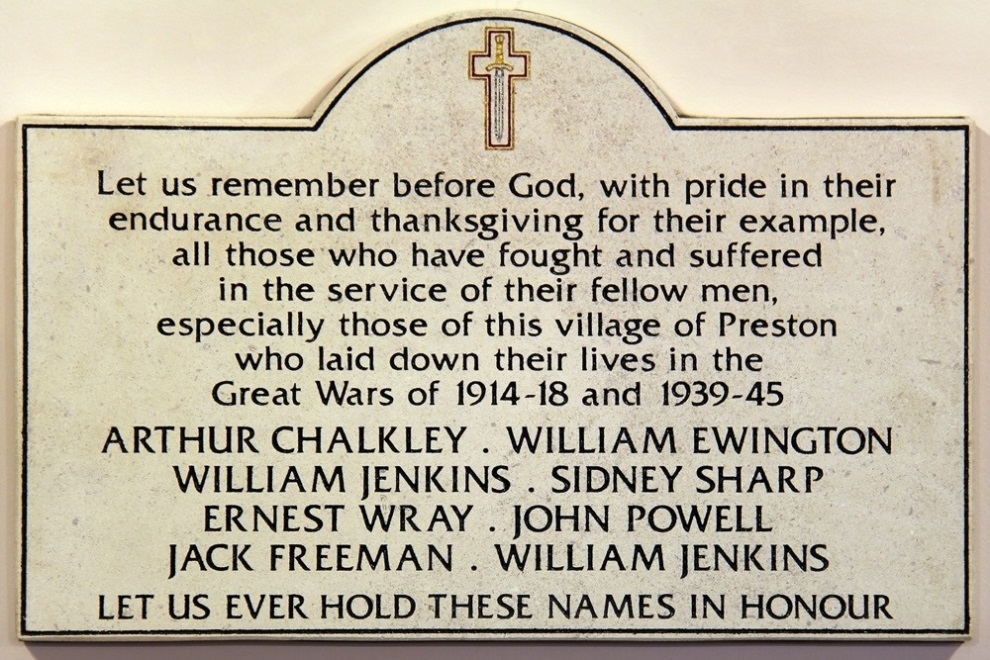 Let us remember before God, with pride in their
endurance and thanksgiving for their example,
all those who have fought and suffered
in the service of their fellow men,
especially those of this village of Preston
who laid down their lives in the
Great Wars of 1914-18 and 1939-45
ARTHUR CHALKLEY . WILLIAM EWINGTON
WILLIAM JENKINS . SIDNEY SHARP
ERNEST WRAY . JOHN POWELL
JACK FREEMAN . WILLIAM JENKINS
LET US EVER HOLD THESE NAMES IN HONOUR